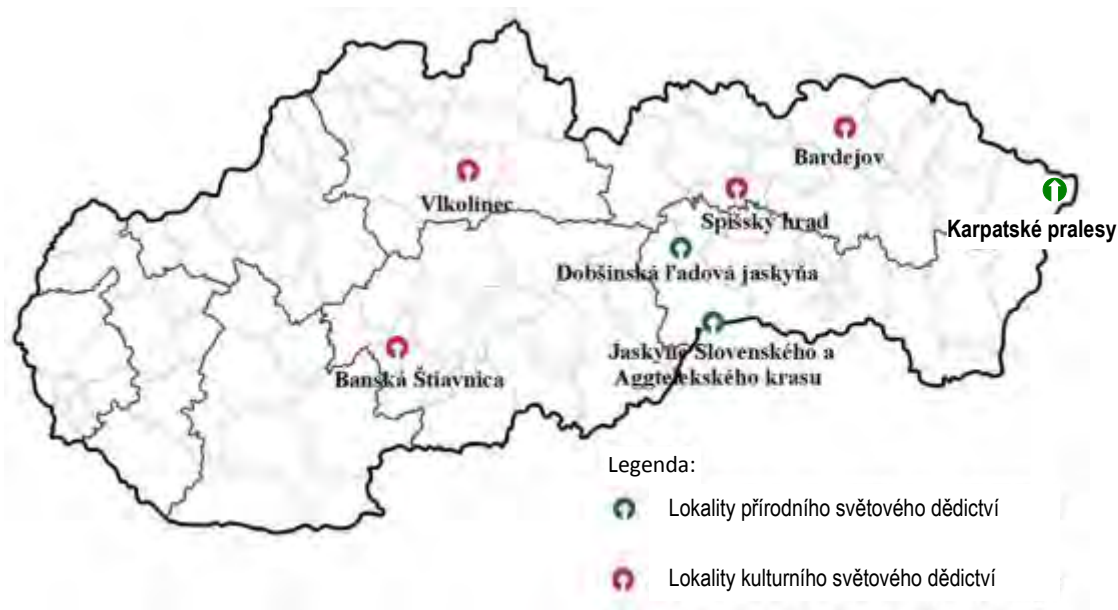 Bardejov
Vlkolinec
Spišský hrad
Karpatské pralesy
Dobšinská ľadová jaskyňa
Banská Štiavnica
Jaskyne Slovenského a
Aggtelekského krasu
Legenda:
Lokality přírodního světového dědictví
Lokality kulturního světového dědictví